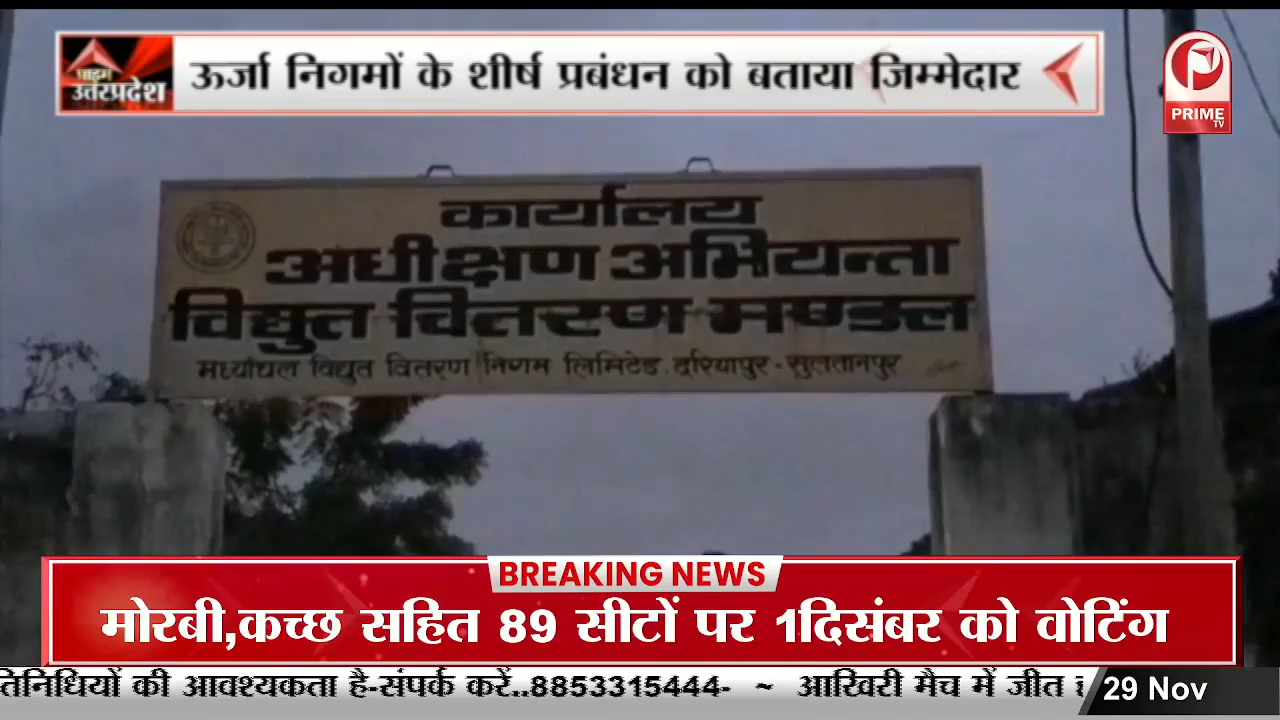 प्राइम
उत्तरप्रदेश
ऊर्जा निगमों के शीर्ष प्रबंधन को बताया जिम्मेदार
PRIME
TV
कार्यालय
अधीक्षण अभियन्ता
विद्युत वितरण मण्डल
मध्यांचल विद्युत वितरण निगम लिमिटेड, दरियापुर - सुलतानपुर
BREAKING NEWS
मोरबी,कच्छ सहित 89 सीटों पर 1दिसंबर को वोटिंग
तिनिधियों की आवश्यकता है-संपर्क करें..8853315444- ~ आखिरी मैच में जीत
29 Nov